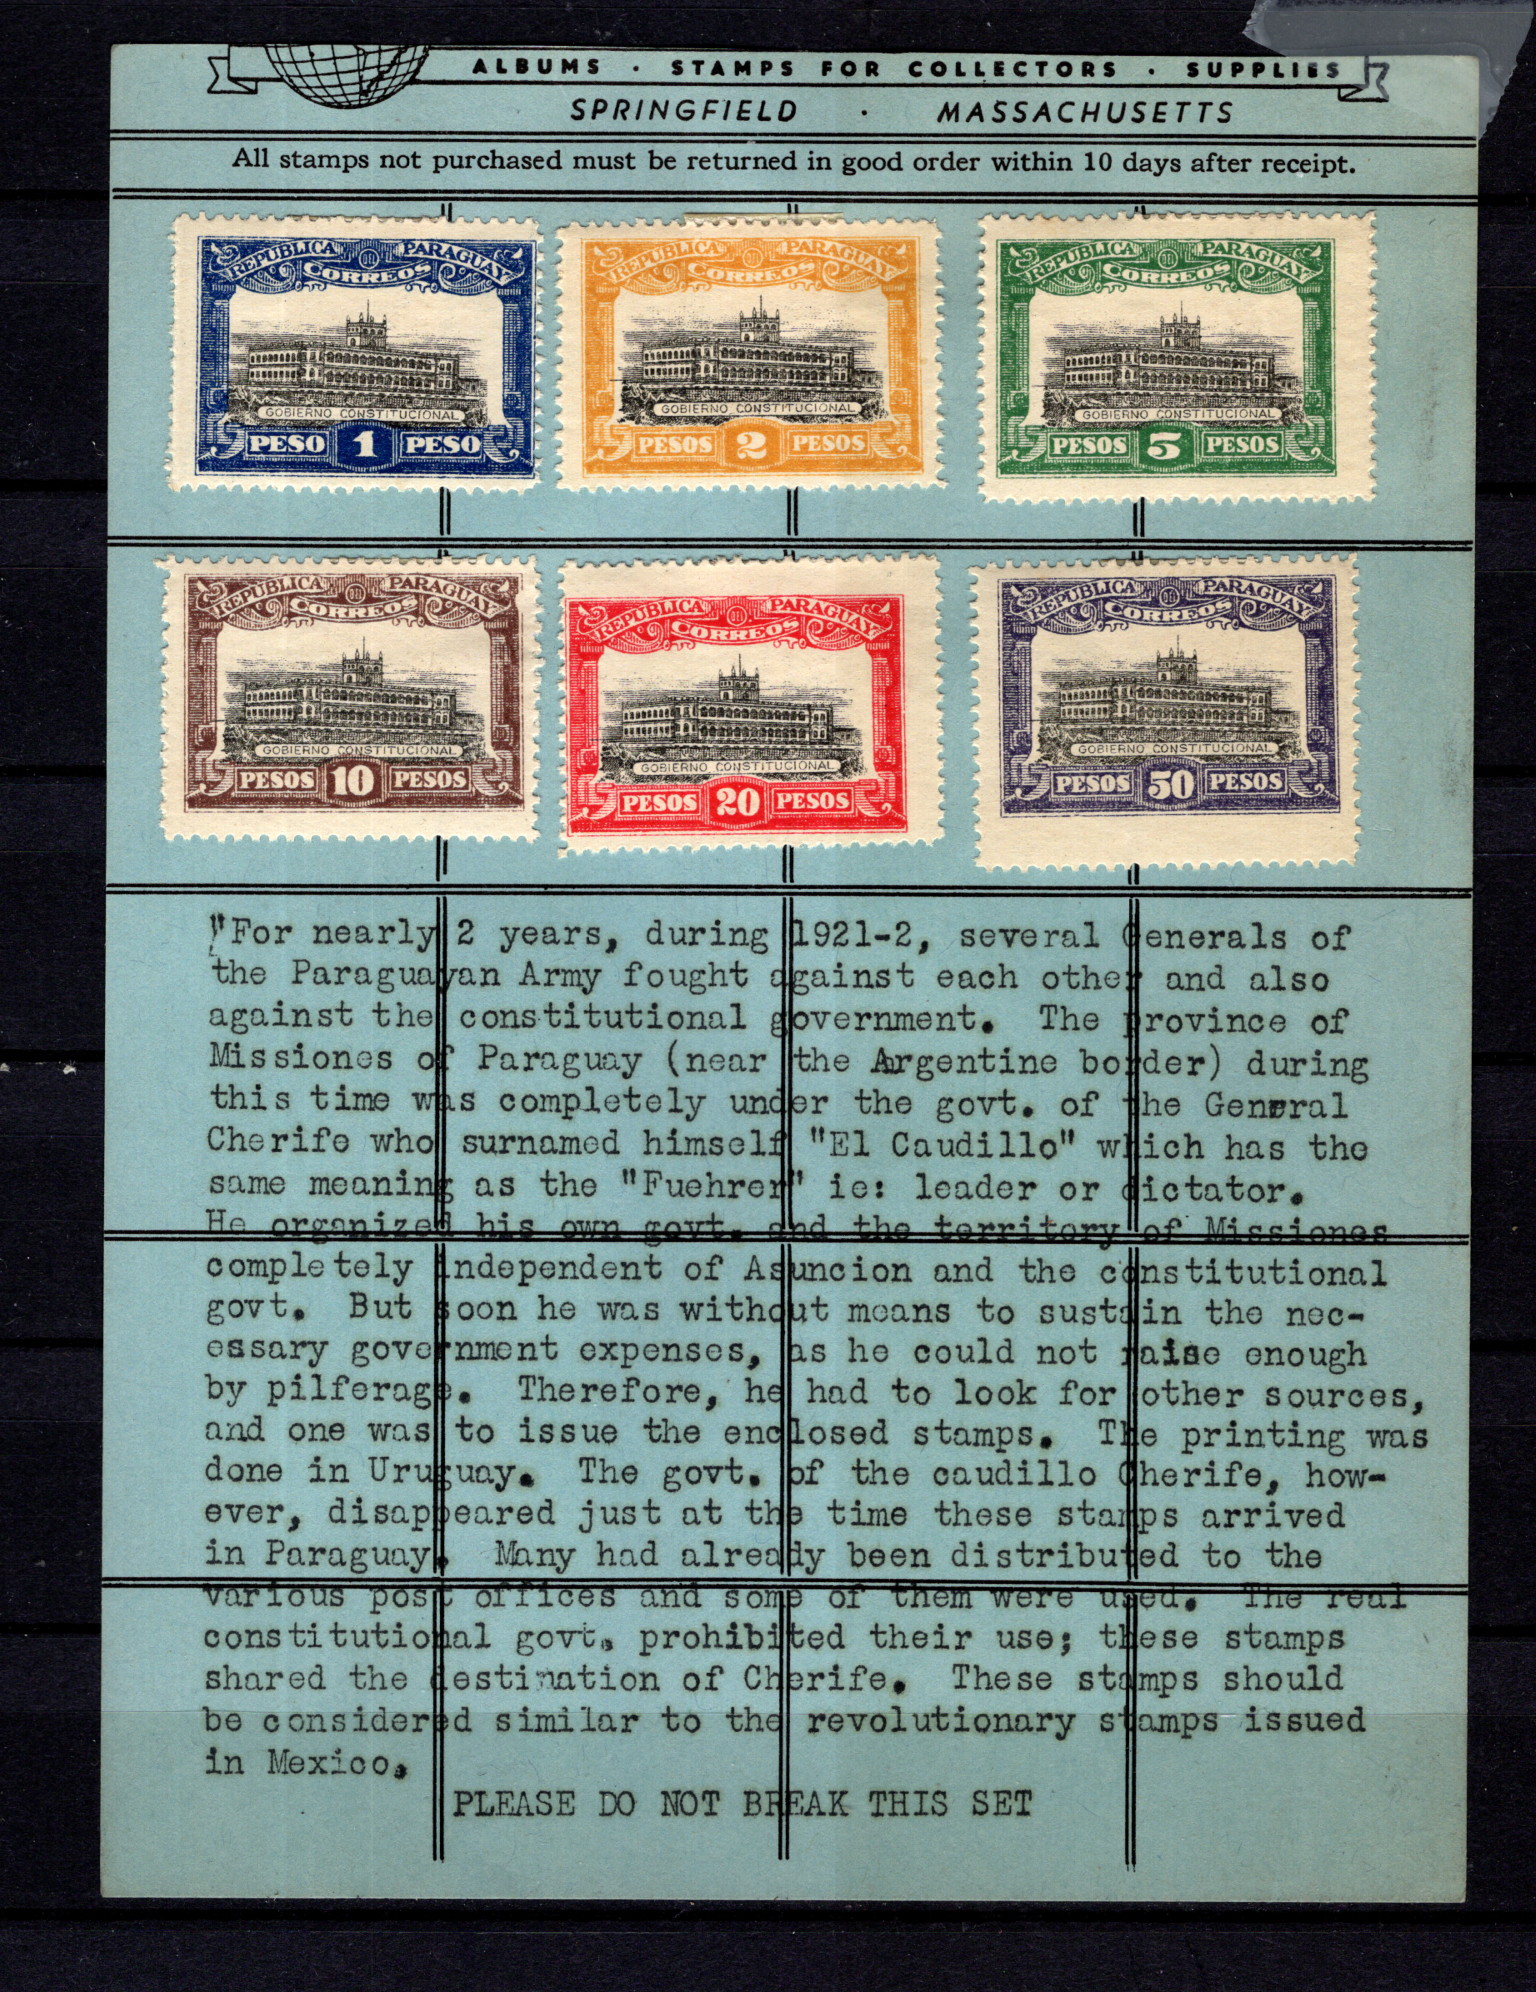 ALBUMS · STAMPS FOR COLLECTORS · SUPPLIES
SPRINGFIELD · MASSACHUSETTS
All stamps not purchased must be returned in good order within 10 days after receipt.
REPUBLICA DEL PARAGUAY
CORREOS
GOBIERNO CONSTITUCIONAL
PESO 1 PESO
REPUBLICA DEL PARAGUAY
CORREOS
GOBIERNO CONSTITUCIONAL
PESOS 2 PESOS
REPUBLICA DEL PARAGUAY
CORREOS
GOBIERNO CONSTITUCIONAL
PESOS 5 PESOS
REPUBLICA DEL PARAGUAY
CORREOS
GOBIERNO CONSTITUCIONAL
PESOS 10 PESOS
REPUBLICA DEL PARAGUAY
CORREOS
GOBIERNO CONSTITUCIONAL
PESOS 20 PESOS
REPUBLICA DEL PARAGUAY
CORREOS
GOBIERNO CONSTITUCIONAL
PESOS 50 PESOS
"For nearly 2 years, during 1921-2, several Generals of
the Paraguayan Army fought against each other and also
against the constitutional government. The province of
Missiones of Paraguay (near the Argentine border) during
this time was completely under the govt. of the General
Cherife who surnamed himself "El Caudillo" which has the
same meaning as the "Fuehrer" ie: leader or dictator.
He organized his own govt. and the territory of Missiones
completely independent of Asuncion and the constitutional
govt. But soon he was without means to sustain the nec-
essary government expenses, as he could not raise enough
by pilferage. Therefore, he had to look for other sources,
and one was to issue the enclosed stamps. The printing was
done in Uruguay. The govt. of the caudillo Cherife, how-
ever, disappeared just at the time these stamps arrived
in Paraguay. Many had already been distributed to the
various post offices and some of them were used. The real
constitutional govt. prohibited their use; these stamps
shared the destination of Cherife. These stamps should
be considered similar to the revolutionary stamps issued
in Mexico.
PLEASE DO NOT BREAK THIS SET